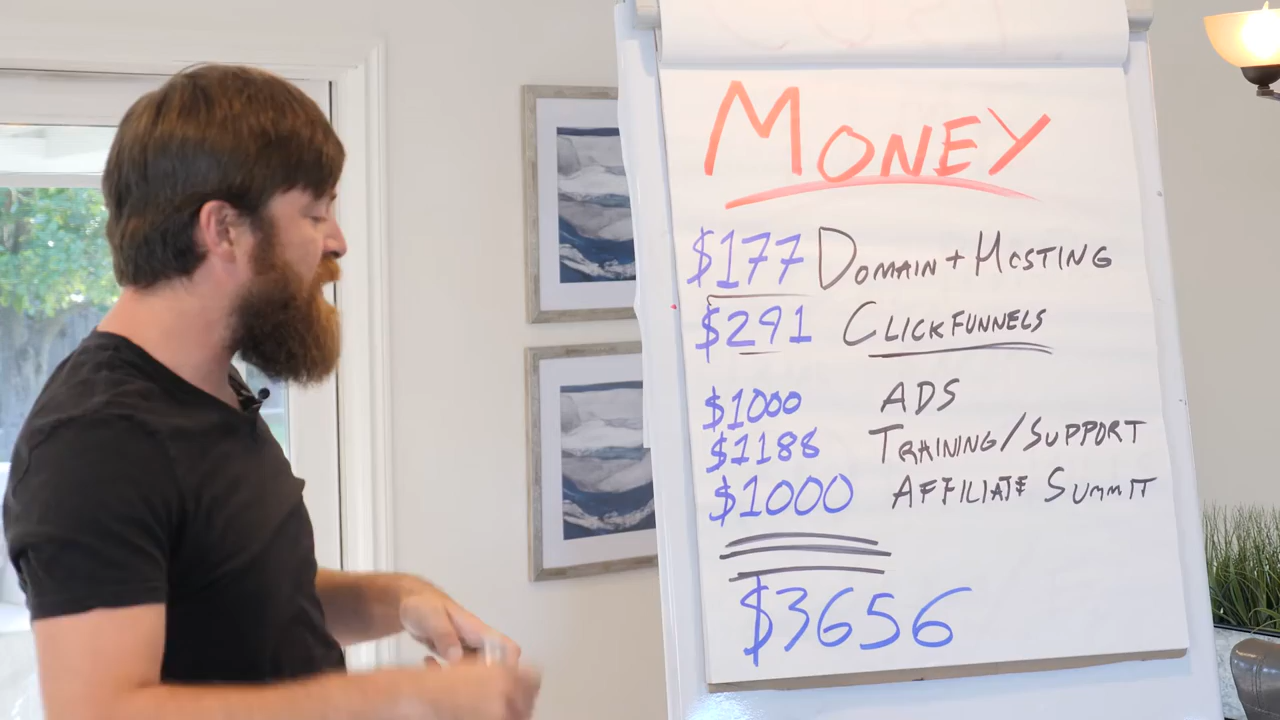 MONEY
$177 DOMAIN + HOSTING
$291 CLICKFUNNELS
$1000 ADS
$1188 TRAINING/SUPPORT
$1000 AFFILIATE SUMMIT
$3656